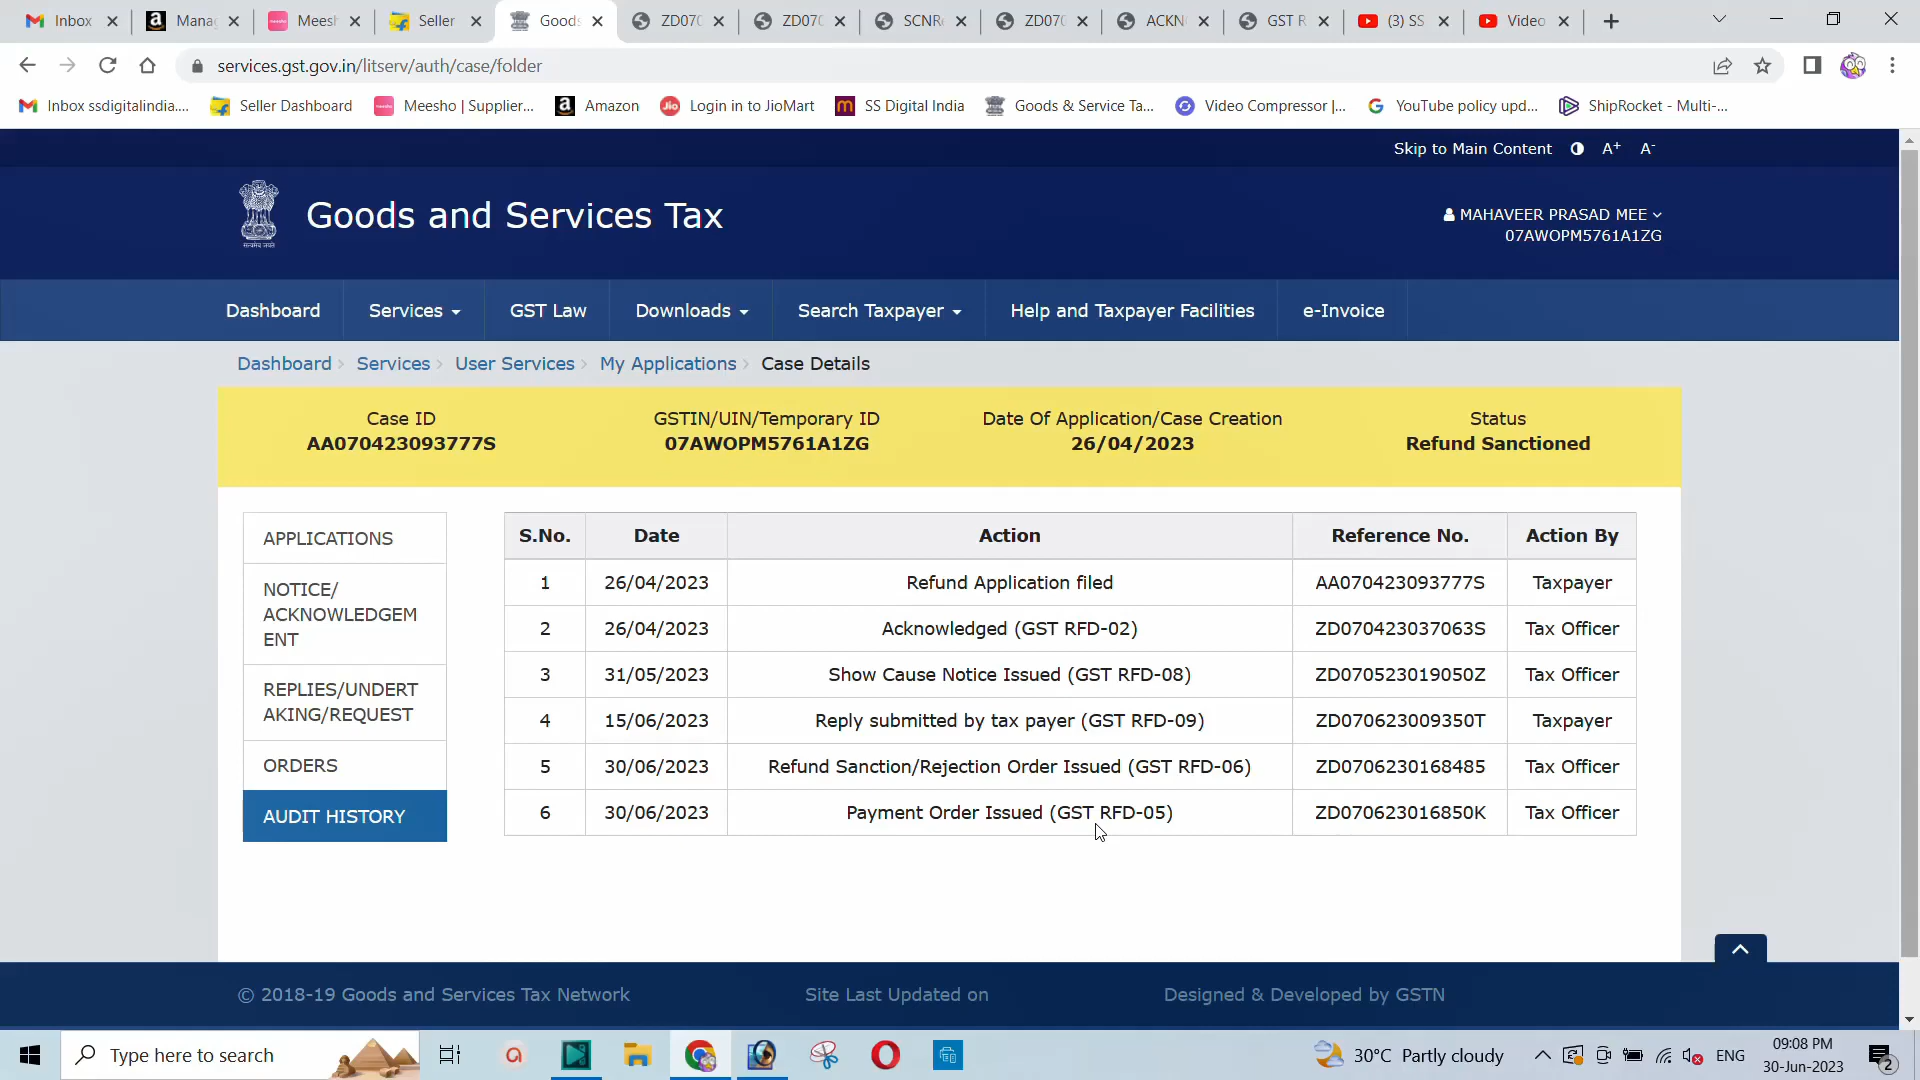 Inbox
Manag
Meesh
Seller
Goods
ZD070
ZD070
SCNRe
ZD070
ACKN
GST R
(3) SS
Video
services.gst.gov.in/litserv/auth/case/folder
Inbox ssdigitalindia....
Seller Dashboard
Meesho | Supplier...
Amazon
Login in to JioMart
SS Digital India
Goods & Service Ta...
Video Compressor |...
YouTube policy upd...
ShipRocket - Multi-...
Skip to Main Content
A+
A-
Goods and Services Tax
MAHAVEER PRASAD MEE
07AWOPM5761A1ZG
Dashboard
Services
GST Law
Downloads
Search Taxpayer
Help and Taxpayer Facilities
e-Invoice
Dashboard > Services > User Services > My Applications > Case Details
Case ID
AA070423093777S
GSTIN/UIN/Temporary ID
07AWOPM5761A1ZG
Date Of Application/Case Creation
26/04/2023
Status
Refund Sanctioned
APPLICATIONS
NOTICE/
ACKNOWLEDGEM
ENT
REPLIES/UNDERT
AKING/REQUEST
ORDERS
AUDIT HISTORY
S.No. Date Action Reference No. Action By
1 26/04/2023 Refund Application filed AA070423093777S Taxpayer
2 26/04/2023 Acknowledged (GST RFD-02) ZD070423037063S Tax Officer
3 31/05/2023 Show Cause Notice Issued (GST RFD-08) ZD070523019050Z Tax Officer
4 15/06/2023 Reply submitted by tax payer (GST RFD-09) ZD070623009350T Taxpayer
5 30/06/2023 Refund Sanction/Rejection Order Issued (GST RFD-06) ZD0706230168485 Tax Officer
6 30/06/2023 Payment Order Issued (GST RFD-05) ZD070623016850K Tax Officer
© 2018-19 Goods and Services Tax Network
Site Last Updated on
Designed & Developed by GSTN
Type here to search
30°C Partly cloudy
ENG
09:08 PM
30-Jun-2023
2